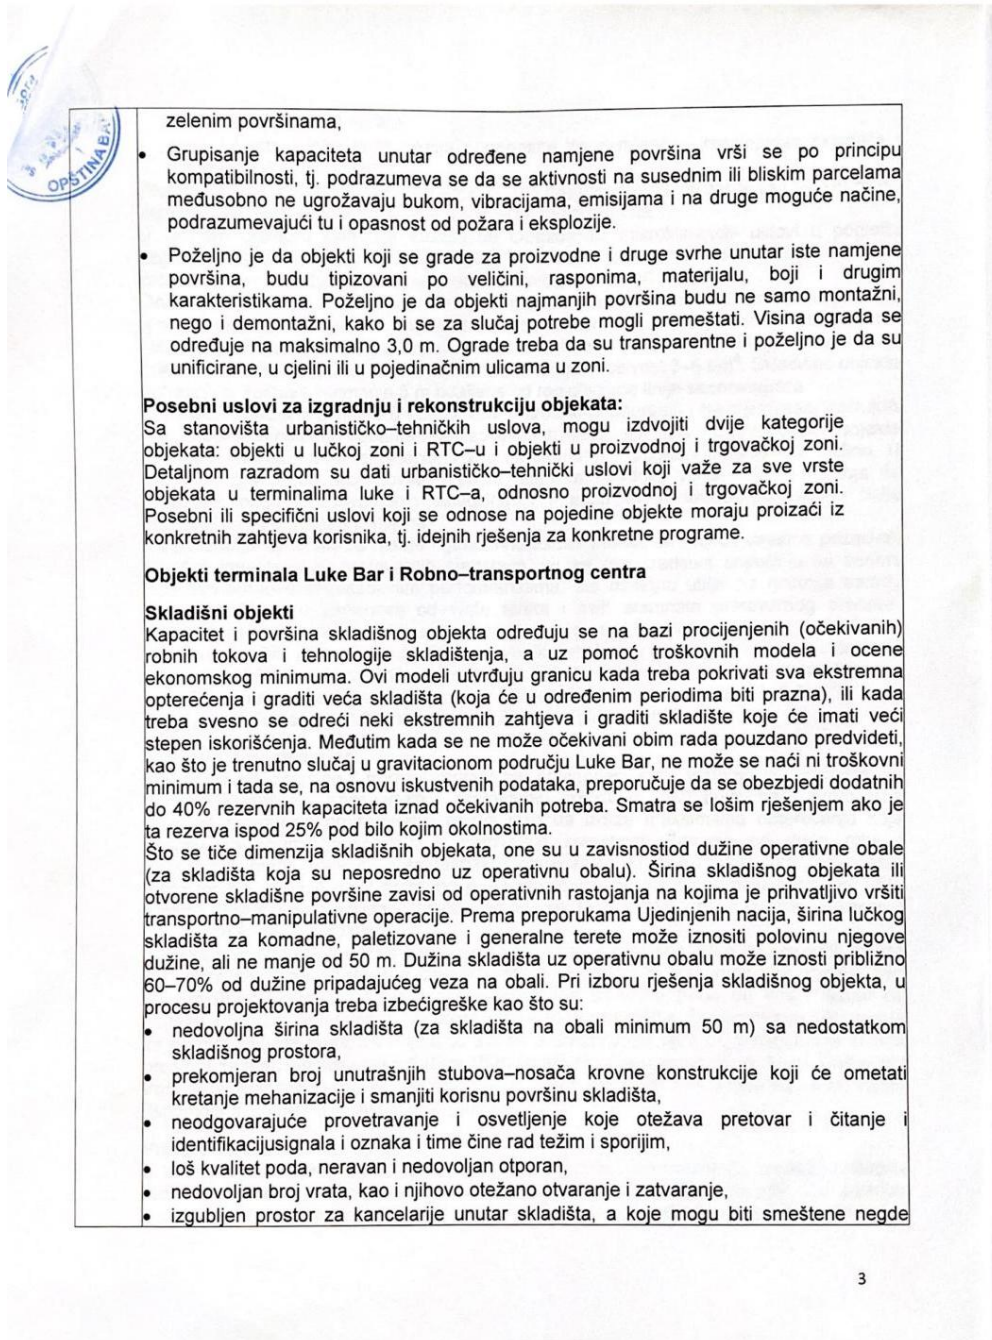 OPŠTINA BA
zelenim površinama,
• Grupisanje kapaciteta unutar određene namjene površina vrši se po principu
kompatibilnosti, tj. podrazumeva se da se aktivnosti na susednim ili bliskim parcelama
međusobno ne ugrožavaju bukom, vibracijama, emisijama i na druge moguće načine,
podrazumevajući tu i opasnost od požara i eksplozije.
• Poželjno je da objekti koji se grade za proizvodne i druge svrhe unutar iste namjene
površina, budu tipizovani po veličini, rasponima, materijalu, boji i drugim
karakteristikama. Poželjno je da objekti najmanjih površina budu ne samo montažni,
nego i demontažni, kako bi se za slučaj potrebe mogli premeštati. Visina ograda se
određuje na maksimalno 3,0 m. Ograde treba da su transparentne i poželjno je da su
unificirane, u cjelini ili u pojedinačnim ulicama u zoni.
Posebni uslovi za izgradnju i rekonstrukciju objekata:
Sa stanovišta urbanističko–tehničkih uslova, mogu izdvojiti dvije kategorije
objekata: objekti u lučkoj zoni i RTC–u i objekti u proizvodnoj i trgovačkoj zoni.
Detaljnom razradom su dati urbanističko–tehnički uslovi koji važe za sve vrste
objekata u terminalima luke i RTC–a, odnosno proizvodnoj i trgovačkoj zoni.
Posebni ili specifični uslovi koji se odnose na pojedine objekte moraju proizaći iz
konkretnih zahtjeva korisnika, tj. idejnih rješenja za konkretne programe.
Objekti terminala Luke Bar i Robno–transportnog centra
Skladišni objekti
Kapacitet i površina skladišnog objekta određuju se na bazi procijenjenih (očekivanih)
robnih tokova i tehnologije skladištenja, a uz pomoć troškovnih modela i ocene
ekonomskog minimuma. Ovi modeli utvrđuju granicu kada treba pokrivati sva ekstremna
opterećenja i graditi veća skladišta (koja će u određenim periodima biti prazna), ili kada
treba svesno se odreći neki ekstremnih zahtjeva i graditi skladište koje će imati veći
stepen iskorišćenja. Međutim kada se ne može očekivani obim rada pouzdano predvideti,
kao što je trenutno slučaj u gravitacionom području Luke Bar, ne može se naći ni troškovni
minimum i tada se, na osnovu iskustvenih podataka, preporučuje da se obezbjedi dodatnih
do 40% rezervnih kapaciteta iznad očekivanih potreba. Smatra se lošim rješenjem ako je
ta rezerva ispod 25% pod bilo kojim okolnostima.
Što se tiče dimenzija skladišnih objekata, one su u zavisnostiod dužine operativne obale
(za skladišta koja su neposredno uz operativnu obalu). Širina skladišnog objekata ili
otvorene skladišne površine zavisi od operativnih rastojanja na kojima je prihvatljivo vršiti
transportno–manipulativne operacije. Prema preporukama Ujedinjenih nacija, širina lučkog
skladišta za komadne, paletizovane i generalne terete može iznositi polovinu njegove
dužine, ali ne manje od 50 m. Dužina skladišta uz operativnu obalu može iznosti približno
60–70% od dužine pripadajućeg veza na obali. Pri izboru rješenja skladišnog objekta, u
procesu projektovanja treba izbećigreške kao što su:
• nedovoljna širina skladišta (za skladišta na obali minimum 50 m) sa nedostatkom
skladišnog prostora,
• prekomjeran broj unutrašnjih stubova–nosača krovne konstrukcije koji će ometati
kretanje mehanizacije i smanjiti korisnu površinu skladišta,
• neodgovarajuće provetravanje i osvetljenje koje otežava pretovar i čitanje i
identifikacijusignala i oznaka i time čine rad težim i sporijim,
• loš kvalitet poda, neravan i nedovoljan otporan,
• nedovoljan broj vrata, kao i njihovo otežano otvaranje i zatvaranje,
• izgubljen prostor za kancelarije unutar skladišta, a koje mogu biti smeštene negde
3